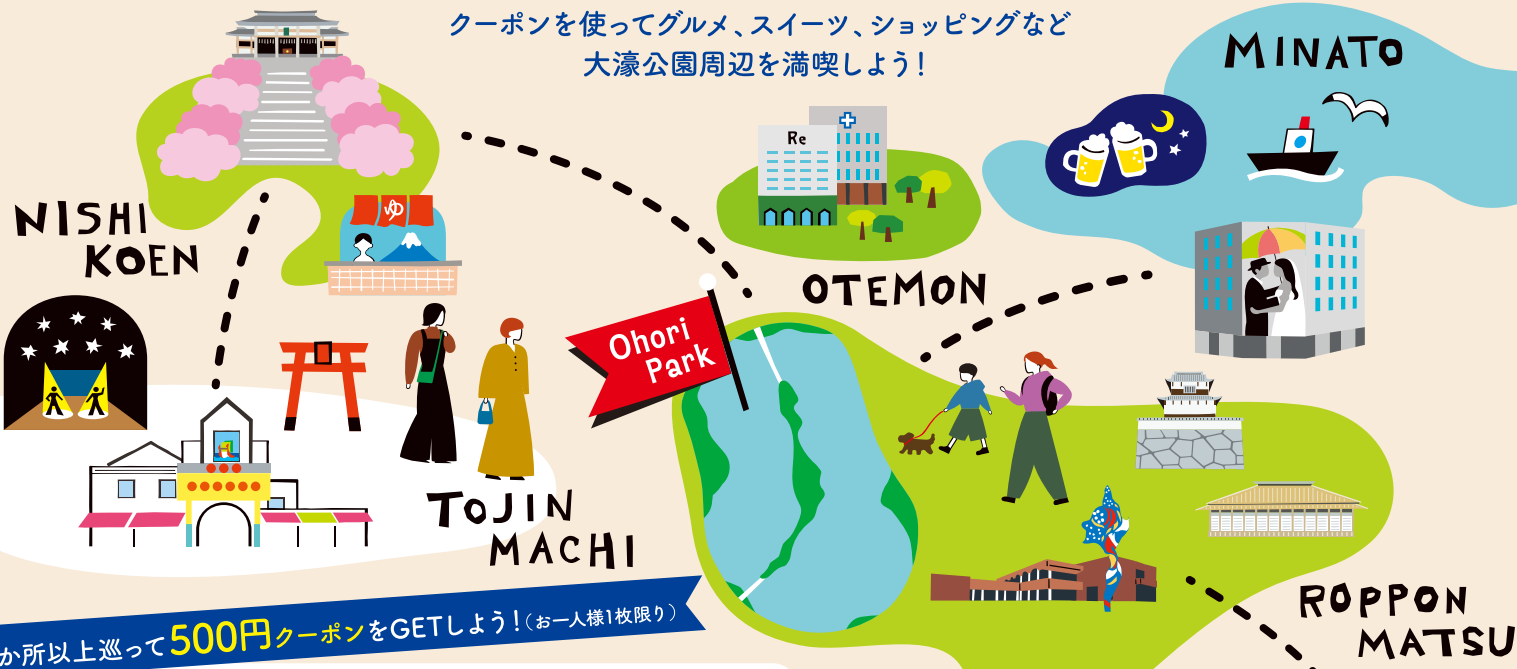 クーポンを使ってグルメ、スイーツ、ショッピングなど
大濠公園周辺を満喫しよう！
MINATO
Re
NISHI
KOEN
ゆ
OTEMON
Ohori
Park
TOJIN
MACHI
か所以上巡って500円クーポンをGETしよう！（お一人様1枚限り）
ROPPON
MATSU